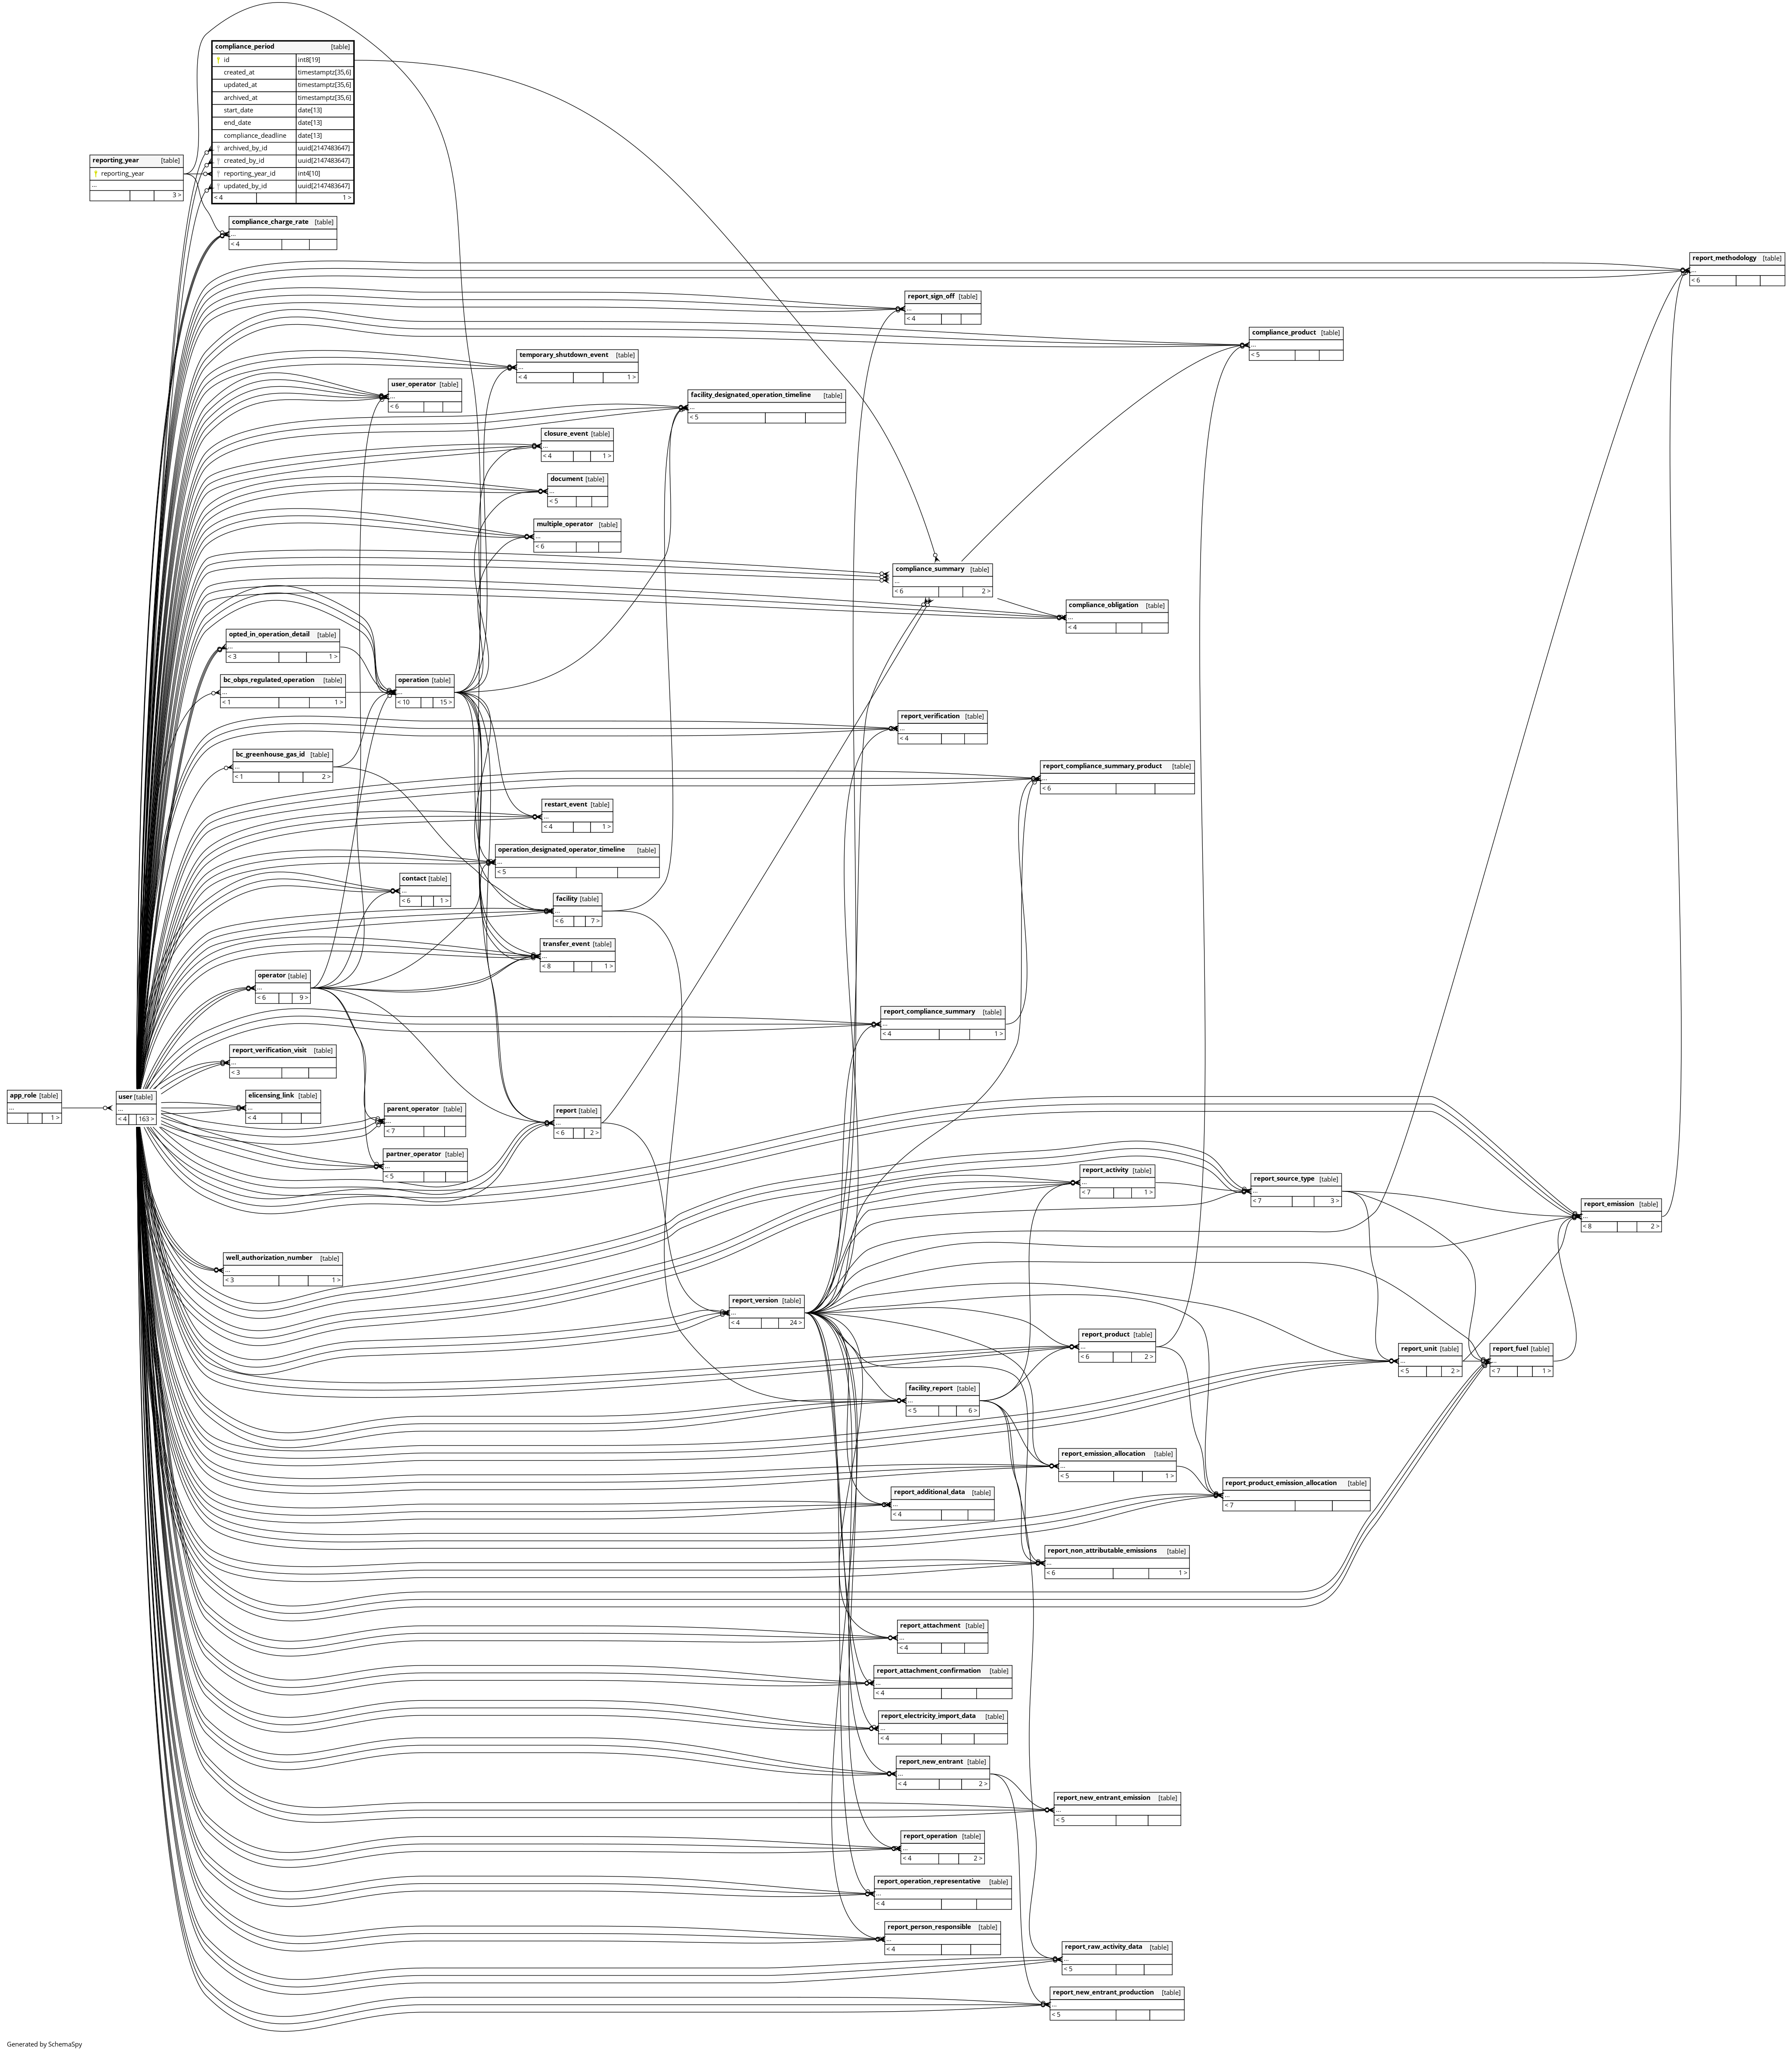 compliance_period [table]
id int8[19]
created_at timestamptz[35,6]
updated_at timestamptz[35,6]
archived_at timestamptz[35,6]
start_date date[13]
end_date date[13]
compliance_deadline date[13]
archived_by_id uuid[2147483647]
created_by_id uuid[2147483647]
reporting_year_id int4[10]
updated_by_id uuid[2147483647]
< 4 1 >
reporting_year [table]
reporting_year
...
3 >
compliance_charge_rate [table]
...
< 4
report_methodology [table]
...
< 6
report_sign_off [table]
...
< 4
compliance_product [table]
...
< 5
temporary_shutdown_event [table]
...
< 4 1 >
user_operator [table]
...
< 6
facility_designated_operation_timeline [table]
...
< 5
closure_event [table]
...
< 4 1 >
document [table]
...
< 5
multiple_operator [table]
...
< 6
compliance_summary [table]
...
< 6 2 >
compliance_obligation [table]
...
< 4
opted_in_operation_detail [table]
...
< 3 1 >
bc_obps_regulated_operation [table]
...
< 1 1 >
operation [table]
...
< 10 15 >
report_verification [table]
...
< 4
bc_greenhouse_gas_id [table]
...
< 1 2 >
report_compliance_summary_product [table]
...
< 6
restart_event [table]
...
< 4 1 >
operation_designated_operator_timeline [table]
...
< 5
contact [table]
...
< 6 1 >
facility [table]
...
< 6 7 >
transfer_event [table]
...
< 8 1 >
operator [table]
...
< 6 9 >
report_compliance_summary [table]
...
< 4 1 >
report_verification_visit [table]
...
< 3
app_role [table]
...
1 >
user [table]
...
< 4 163 >
elicensing_link [table]
...
< 4
parent_operator [table]
...
< 7
report [table]
...
< 6 2 >
partner_operator [table]
...
< 5
report_activity [table]
...
< 7 1 >
report_source_type [table]
...
< 7 3 >
report_emission [table]
...
< 8 2 >
well_authorization_number [table]
...
< 3 1 >
report_version [table]
...
< 4 24 >
report_product [table]
...
< 6 2 >
report_unit [table]
...
< 5 2 >
report_fuel [table]
...
< 7 1 >
facility_report [table]
...
< 5 6 >
report_emission_allocation [table]
...
< 5 1 >
report_product_emission_allocation [table]
...
< 7
report_additional_data [table]
...
< 4
report_non_attributable_emissions [table]
...
< 6 1 >
report_attachment [table]
...
< 4
report_attachment_confirmation [table]
...
< 4
report_electricity_import_data [table]
...
< 4
report_new_entrant [table]
...
< 4 2 >
report_new_entrant_emission [table]
...
< 5
report_operation [table]
...
< 4 2 >
report_operation_representative [table]
...
< 4
report_person_responsible [table]
...
< 4
report_raw_activity_data [table]
...
< 5
report_new_entrant_production [table]
...
< 5
Generated by SchemaSpy